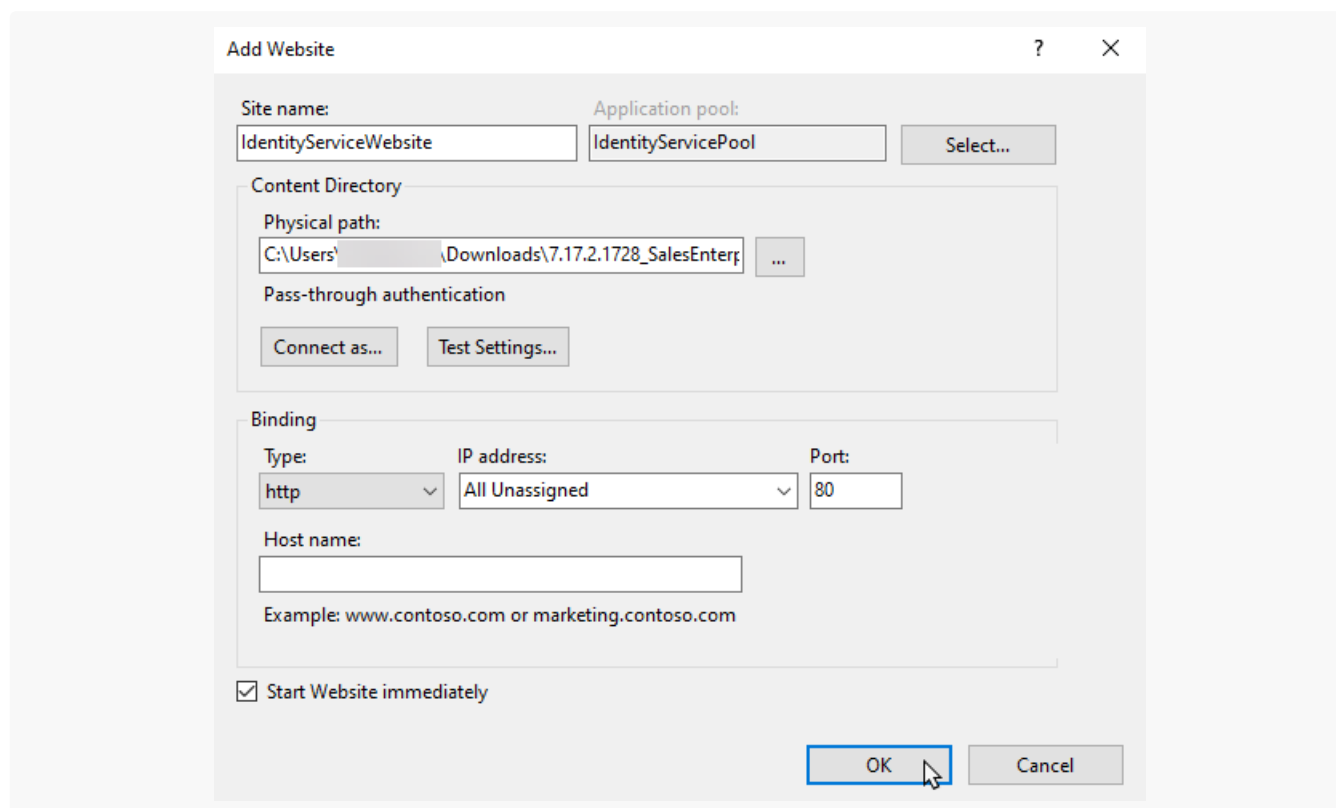 Add Website ?
Site name: Application pool:
IdentityServiceWebsite IdentityServicePool Select...
Content Directory
Physical path:
C:\Users\ \Downloads\7.17.2.1728_SalesEnterp ...
Pass-through authentication
Connect as... Test Settings...
Binding
Type: IP address: Port:
http All Unassigned 80
Host name:
Example: www.contoso.com or marketing.contoso.com
Start Website immediately
OK Cancel